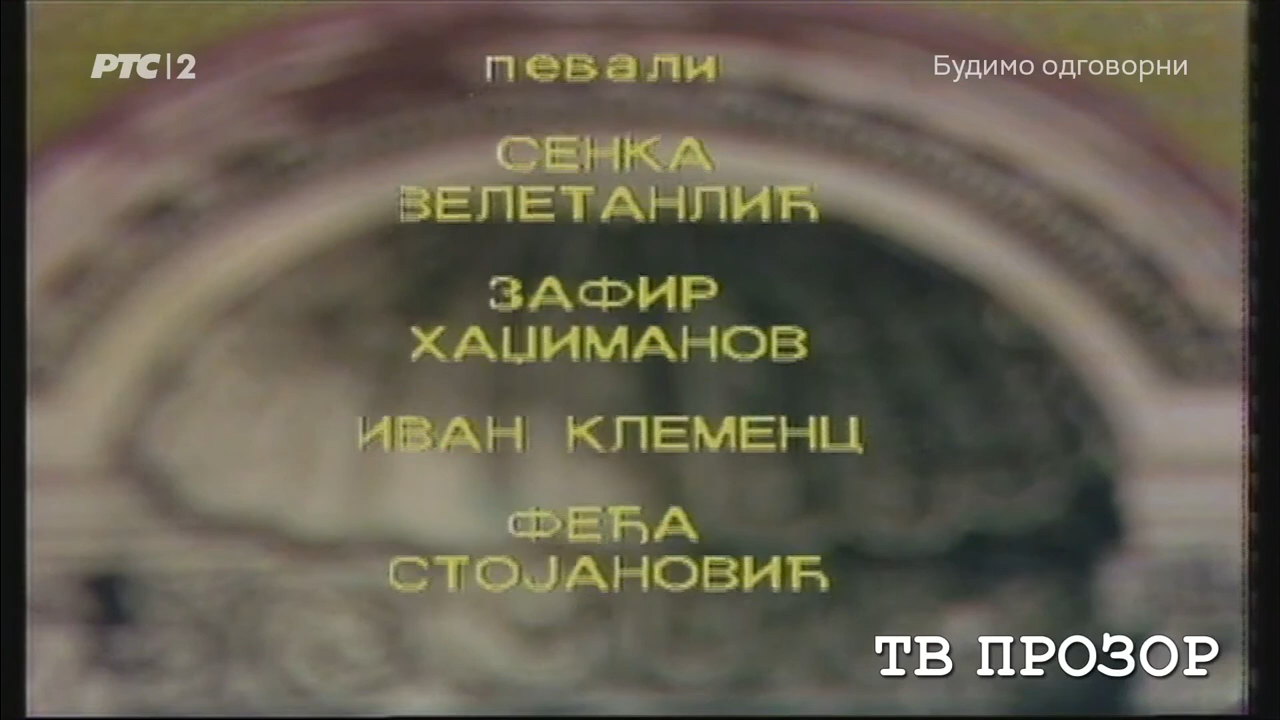 РТС|2
Будимо одговорни
певали
СЕНКА
ВЕЛЕТАНЛИЋ
ЗАФИР
ХАЏИМАНОВ
ИВАН КЛЕМЕНЦ
ФЕЂА
СТОЈАНОВИЋ
ТВ ПРОЗОР